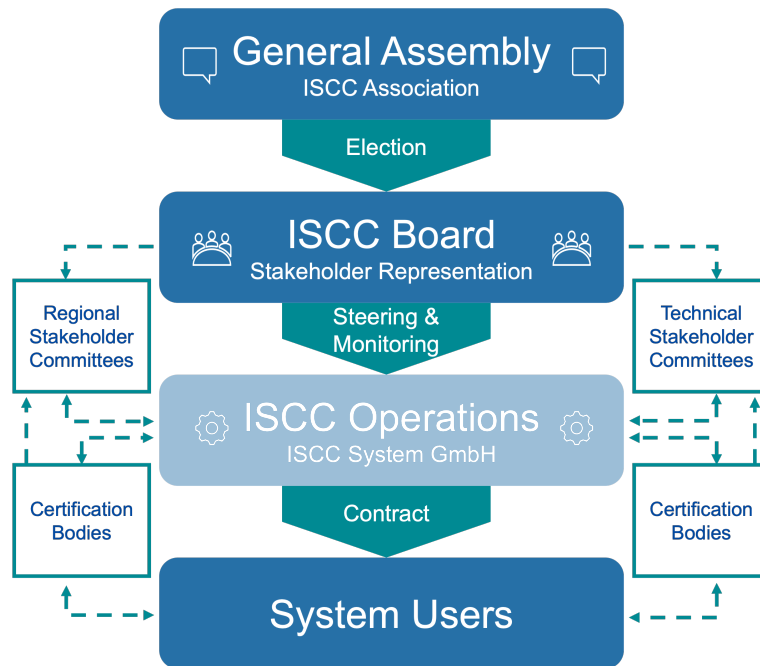 General Assembly
ISCC Association
Election
ISCC Board
Stakeholder Representation
Regional
Stakeholder
Committees
Steering &
Monitoring
Technical
Stakeholder
Committees
ISCC Operations
ISCC System GmbH
Certification
Bodies
Contract
Certification
Bodies
System Users